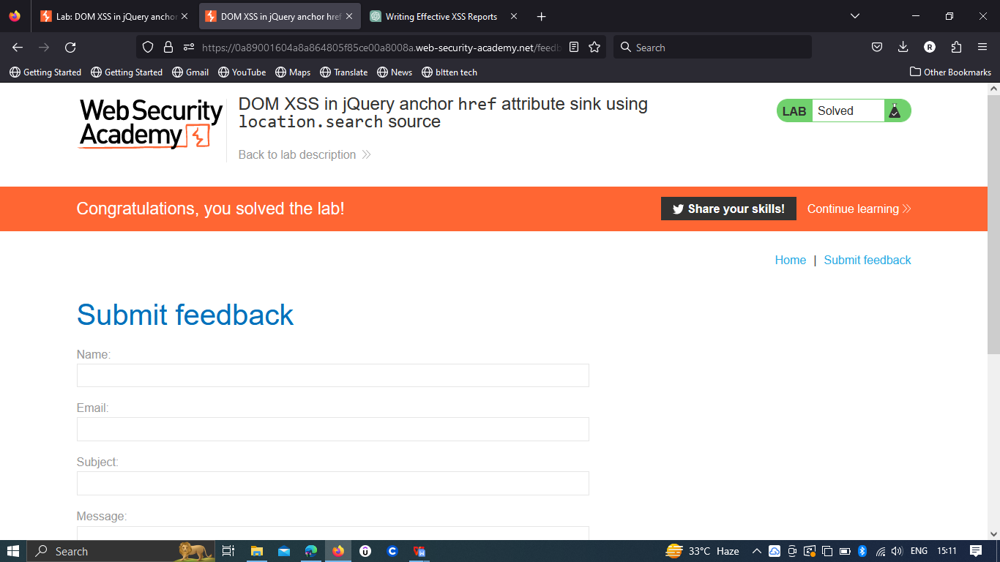 Lab: DOM XSS in jQuery anchor
DOM XSS in jQuery anchor href
Writing Effective XSS Reports
https://0a89001604a8a864805f85ce00a8008a.web-security-academy.net/feedb
Search
R
Getting Started
Getting Started
Gmail
YouTube
Maps
Translate
News
bltten tech
Other Bookmarks
Web Security
Academy
DOM XSS in jQuery anchor href attribute sink using
location.search source
Back to lab description
LAB
Solved
Congratulations, you solved the lab!
Share your skills!
Continue learning
Home | Submit feedback
Submit feedback
Name:
Email:
Subject:
Message:
Search
33°C Haze
ENG
15:11